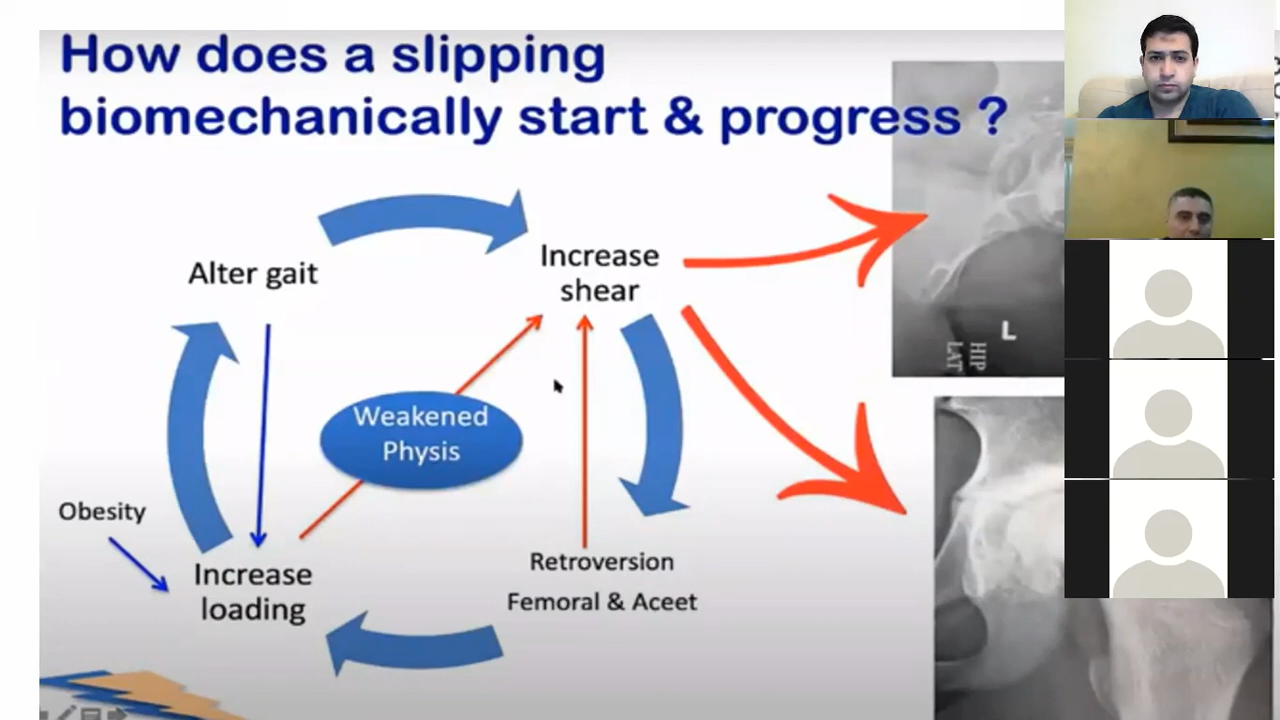 How does a slipping
biomechanically start & progress ?
Alter gait
Increase
shear
Weakened
Physis
Obesity
Increase
loading
Retroversion
Femoral & Aceet
L
HIP
LAT